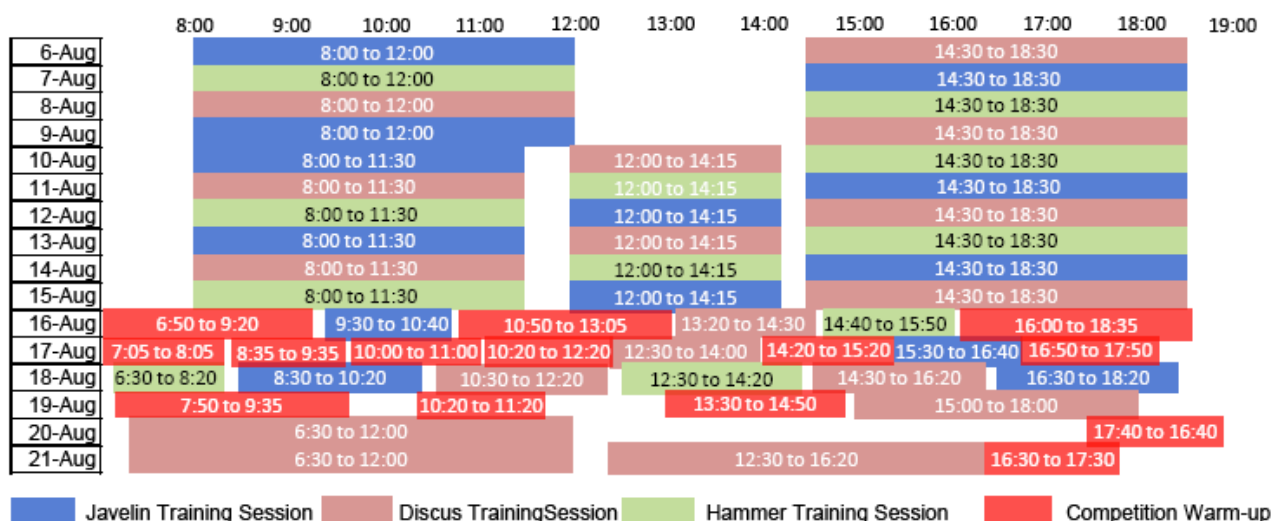 8:00 9:00 10:00 11:00 12:00 13:00 14:00 15:00 16:00 17:00 18:00 19:00
6-Aug 8:00 to 12:00 14:30 to 18:30
7-Aug 8:00 to 12:00 14:30 to 18:30
8-Aug 8:00 to 12:00 14:30 to 18:30
9-Aug 8:00 to 12:00 14:30 to 18:30
10-Aug 8:00 to 11:30 12:00 to 14:15 14:30 to 18:30
11-Aug 8:00 to 11:30 12:00 to 14:15 14:30 to 18:30
12-Aug 8:00 to 11:30 12:00 to 14:15 14:30 to 18:30
13-Aug 8:00 to 11:30 12:00 to 14:15 14:30 to 18:30
14-Aug 8:00 to 11:30 12:00 to 14:15 14:30 to 18:30
15-Aug 8:00 to 11:30 12:00 to 14:15 14:30 to 18:30
16-Aug 6:50 to 9:20 9:30 to 10:40 10:50 to 13:05 13:20 to 14:30 14:40 to 15:50 16:00 to 18:35
17-Aug 7:05 to 8:05 8:35 to 9:35 10:00 to 11:00 10:20 to 12:20 12:30 to 14:00 14:20 to 15:20 15:30 to 16:40 16:50 to 17:50
18-Aug 6:30 to 8:20 8:30 to 10:20 10:30 to 12:20 12:30 to 14:20 14:30 to 16:20 16:30 to 18:20
19-Aug 7:50 to 9:35 10:20 to 11:20 13:30 to 14:50 15:00 to 18:00
20-Aug 6:30 to 12:00 17:40 to 16:40
21-Aug 6:30 to 12:00 12:30 to 16:20 16:30 to 17:30
Javelin Training Session Discus TrainingSession Hammer Training Session Competition Warm-up